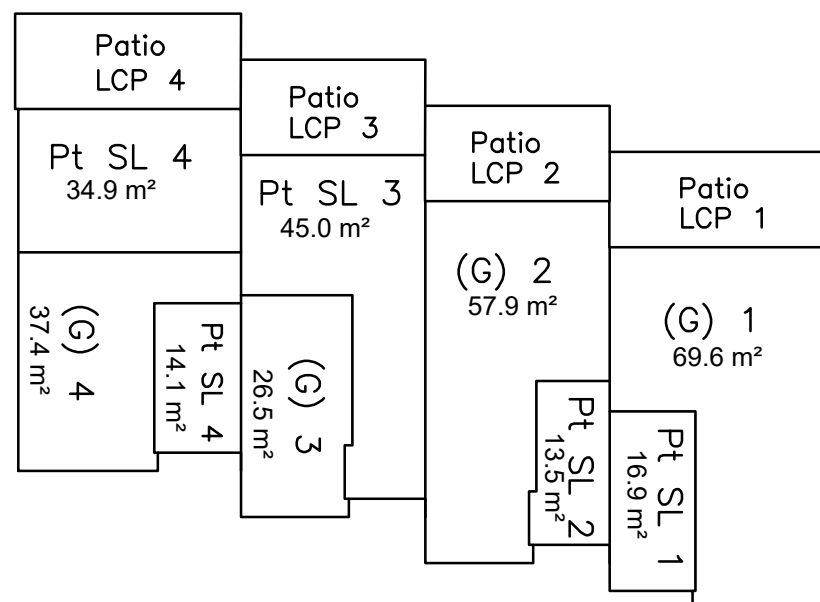 Patio
LCP 4
Patio
LCP 3
Patio
LCP 2
Patio
LCP 1
Pt SL 4
34.9 m²
Pt SL 3
45.0 m²
(G) 2
57.9 m²
(G) 1
69.6 m²
(G) 4
37.4 m²
Pt SL 4
14.1 m²
(G) 3
26.5 m²
Pt SL 2
13.5 m²
Pt SL 1
16.9 m²